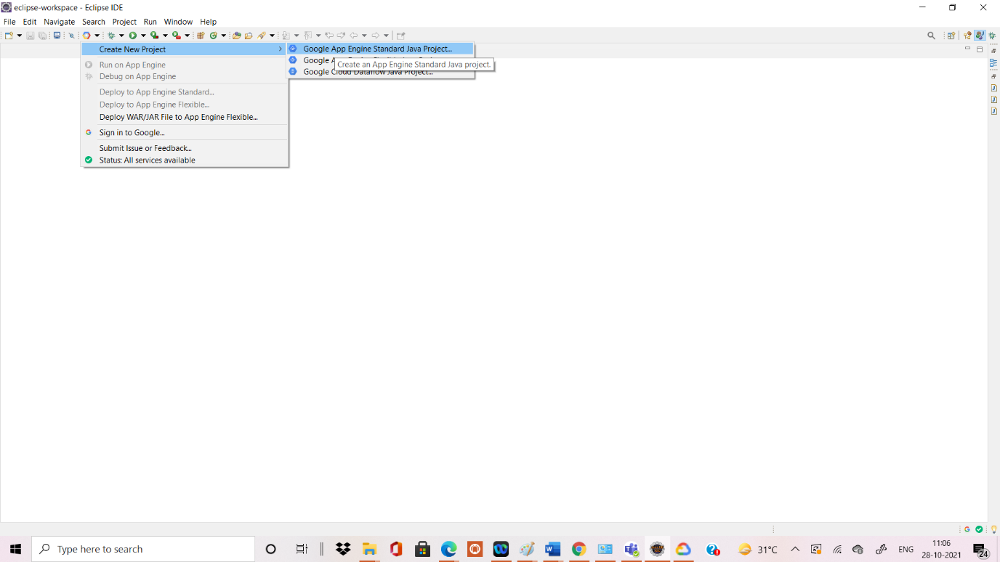 eclipse-workspace - Eclipse IDE
File Edit Navigate Search Project Run Window Help
Create New Project
Google App Engine Standard Java Project...
Run on App Engine
Google
Create an App Engine Standard Java project.
Debug on App Engine
Google Cloud Dataflow Java Project...
Deploy to App Engine Standard...
Deploy to App Engine Flexible...
Deploy WAR/JAR File to App Engine Flexible...
Sign in to Google...
Submit Issue or Feedback...
Status: All services available
Type here to search
31°C
ENG
11:06
28-10-2021
24